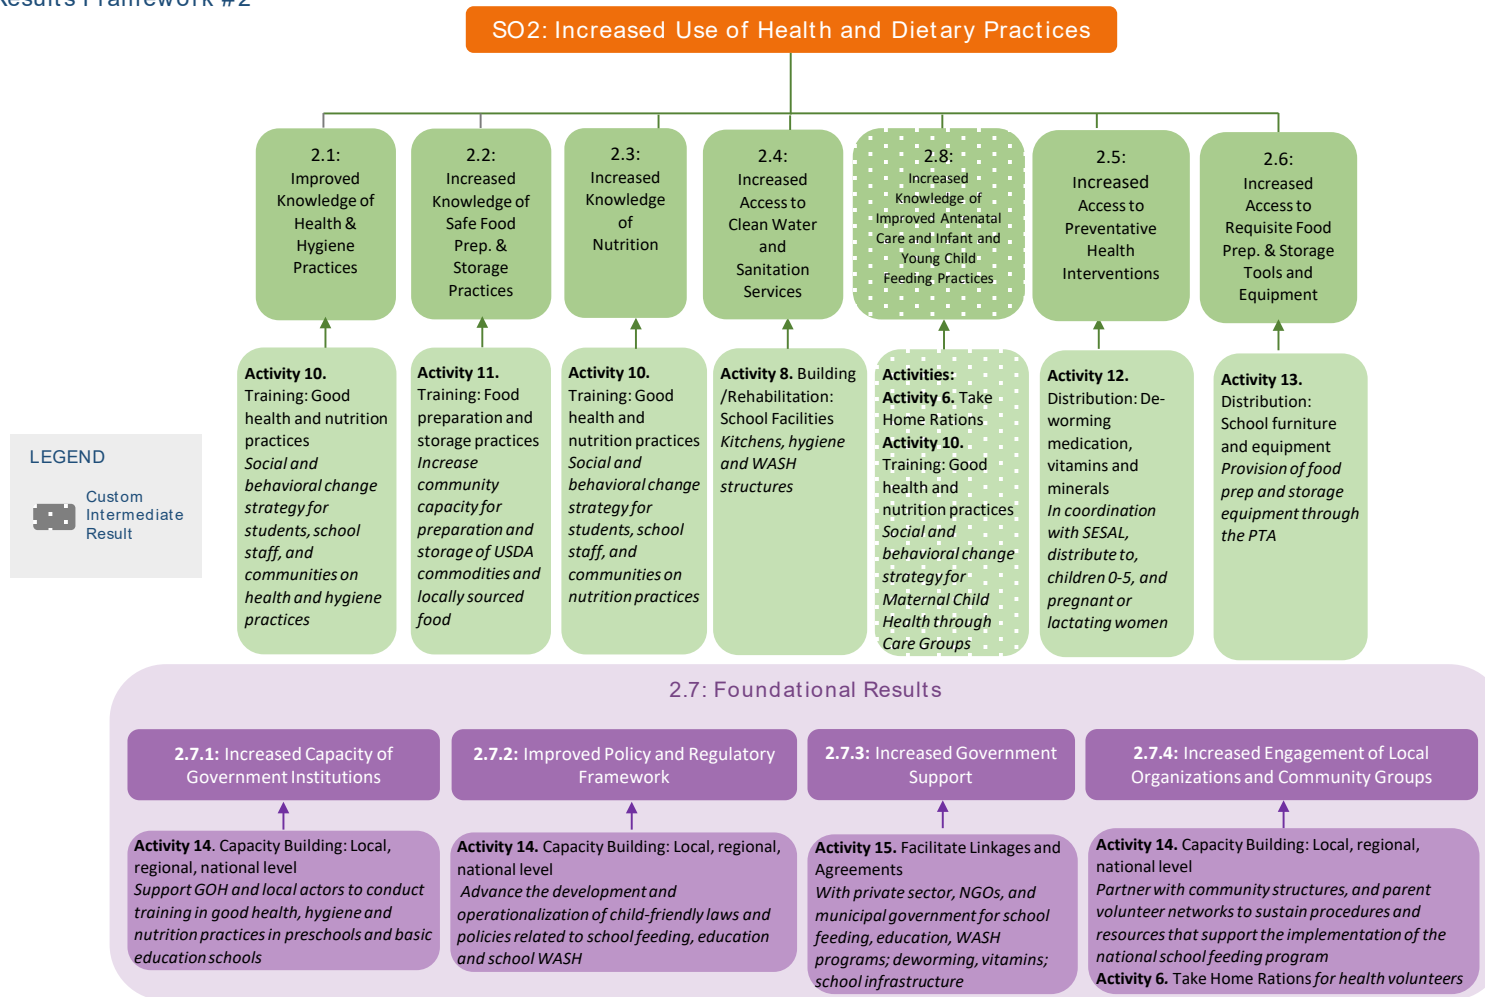 Results Framework #2
SO2: Increased Use of Health and Dietary Practices
2.1:
Improved
Knowledge of
Health &
Hygiene
Practices
2.2:
Increased
Knowledge of
Safe Food
Prep. &
Storage
Practices
2.3:
Increased
Knowledge
of
Nutrition
2.4:
Increased
Access to
Clean Water
and
Sanitation
Services
2.8:
Increased
Knowledge of
Improved Antenatal
Care and Infant and
Young Child
Feeding Practices
2.5:
Increased
Access to
Preventative
Health
Interventions
2.6:
Increased
Access to
Requisite Food
Prep. & Storage
Tools and
Equipment
Activity 10.
Training: Good
health and nutrition
practices
Social and
behavioral change
strategy for
students, school
staff, and
communities on
health and hygiene
practices
Activity 11.
Training: Food
preparation and
storage practices
Increase
community
capacity for
preparation and
storage of USDA
commodities and
locally sourced
food
Activity 10.
Training: Good
health and
nutrition practices
Social and
behavioral change
strategy for
students, school
staff, and
communities on
nutrition practices
Activity 8. Building
/Rehabilitation:
School Facilities
Kitchens, hygiene
and WASH
structures
Activities:
Activity 6. Take
Home Rations
Activity 10.
Training: Good
health and
nutrition practices
Social and
behavioral change
strategy for
Maternal Child
Health through
Care Groups
Activity 12.
Distribution: De-
worming
medication,
vitamins and
minerals
In coordination
with SESAL,
distribute to,
children 0-5, and
pregnant or
lactating women
Activity 13.
Distribution:
School furniture
and equipment
Provision of food
prep and storage
equipment through
the PTA
LEGEND
Custom
Intermediate
Result
2.7: Foundational Results
2.7.1: Increased Capacity of
Government Institutions
2.7.2: Improved Policy and Regulatory
Framework
2.7.3: Increased Government
Support
2.7.4: Increased Engagement of Local
Organizations and Community Groups
Activity 14. Capacity Building: Local,
regional, national level
Support GOH and local actors to conduct
training in good health, hygiene and
nutrition practices in preschools and basic
education schools
Activity 14. Capacity Building: Local, regional,
national level
Advance the development and
operationalization of child-friendly laws and
policies related to school feeding, education
and school WASH
Activity 15. Facilitate Linkages and
Agreements
With private sector, NGOs, and
municipal government for school
feeding, education, WASH
programs; deworming, vitamins;
school infrastructure
Activity 14. Capacity Building: Local, regional,
national level
Partner with community structures, and parent
volunteer networks to sustain procedures and
resources that support the implementation of the
national school feeding program
Activity 6. Take Home Rations for health volunteers